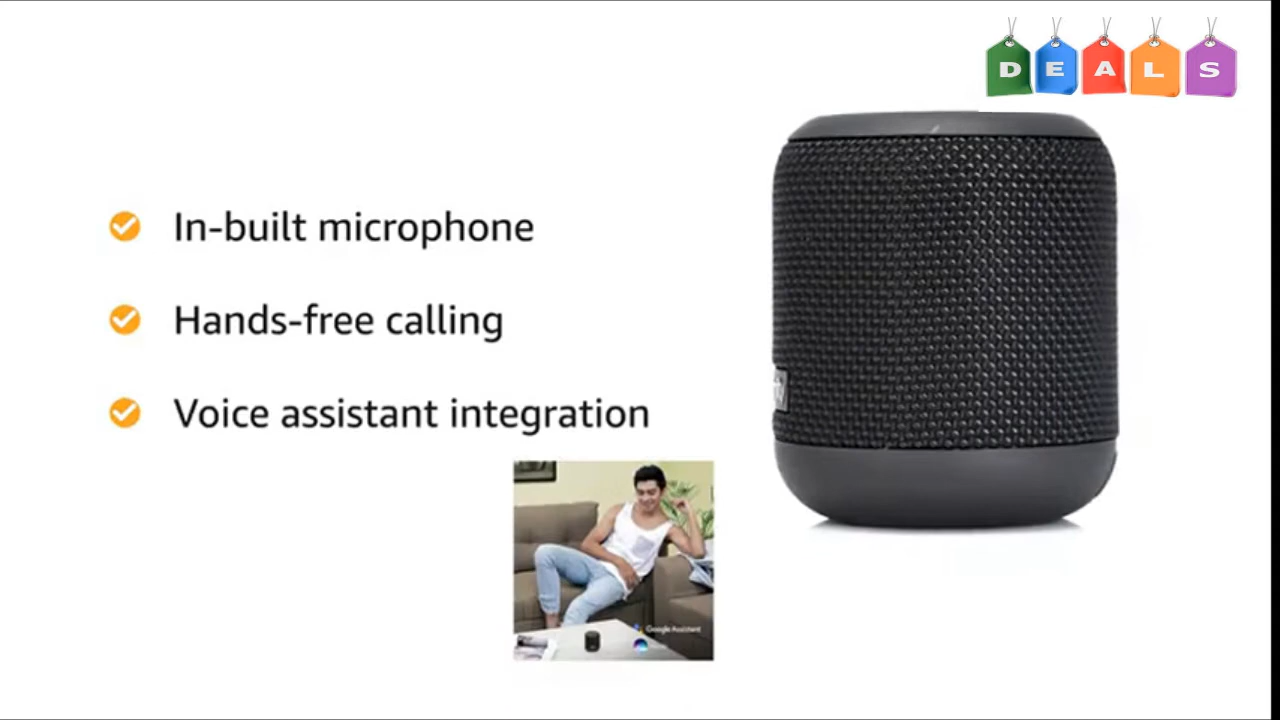 DEALS
In-built microphone
Hands-free calling
Voice assistant integration
Google Assistant